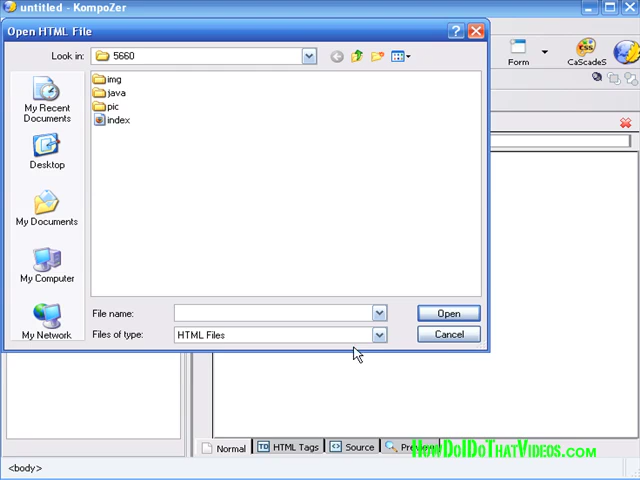 untitled - KompoZer
Open HTML File
Look in: 5660
Form
CaScadeS
img
java
pic
index
My Recent Documents
Desktop
My Documents
My Computer
My Network
File name:
Open
Files of type: HTML Files
Cancel
Normal
HTML Tags
Source
HowDoIDoThatVideos.com
<body>